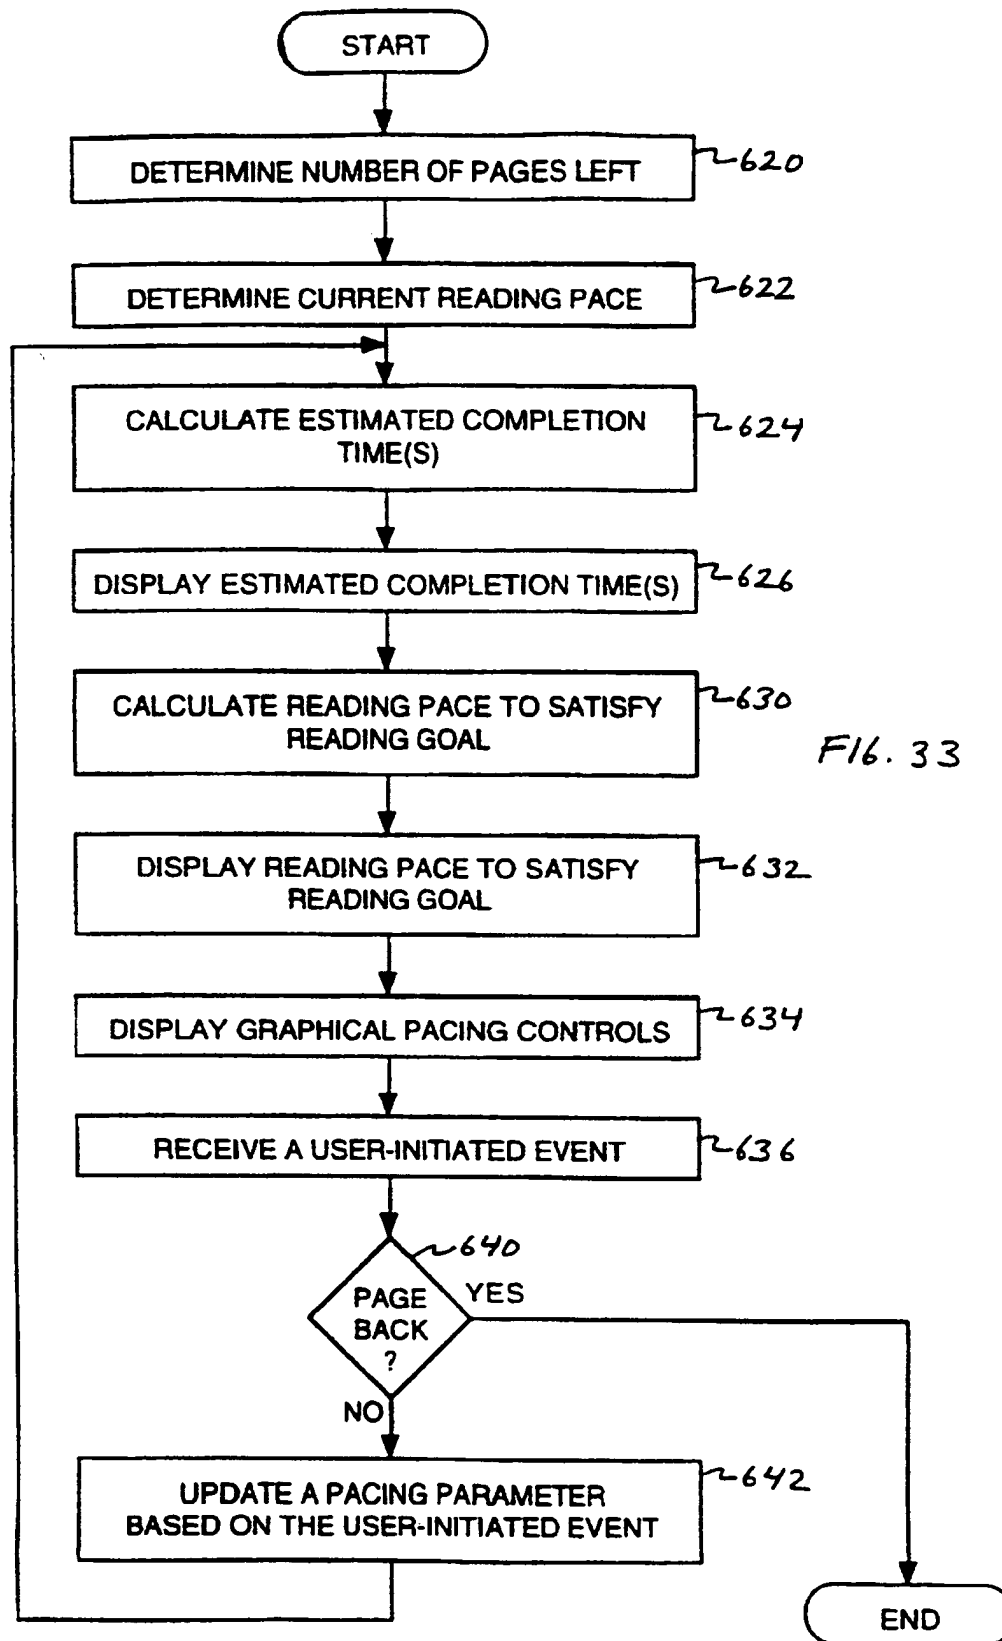 START
DETERMINE NUMBER OF PAGES LEFT
620
DETERMINE CURRENT READING PACE
622
CALCULATE ESTIMATED COMPLETION
TIME(S)
624
DISPLAY ESTIMATED COMPLETION TIME(S)
626
CALCULATE READING PACE TO SATISFY
READING GOAL
630
FIG. 33
DISPLAY READING PACE TO SATISFY
READING GOAL
632
DISPLAY GRAPHICAL PACING CONTROLS
634
RECEIVE A USER-INITIATED EVENT
636
640
PAGE
BACK
?
YES
NO
UPDATE A PACING PARAMETER
BASED ON THE USER-INITIATED EVENT
642
END